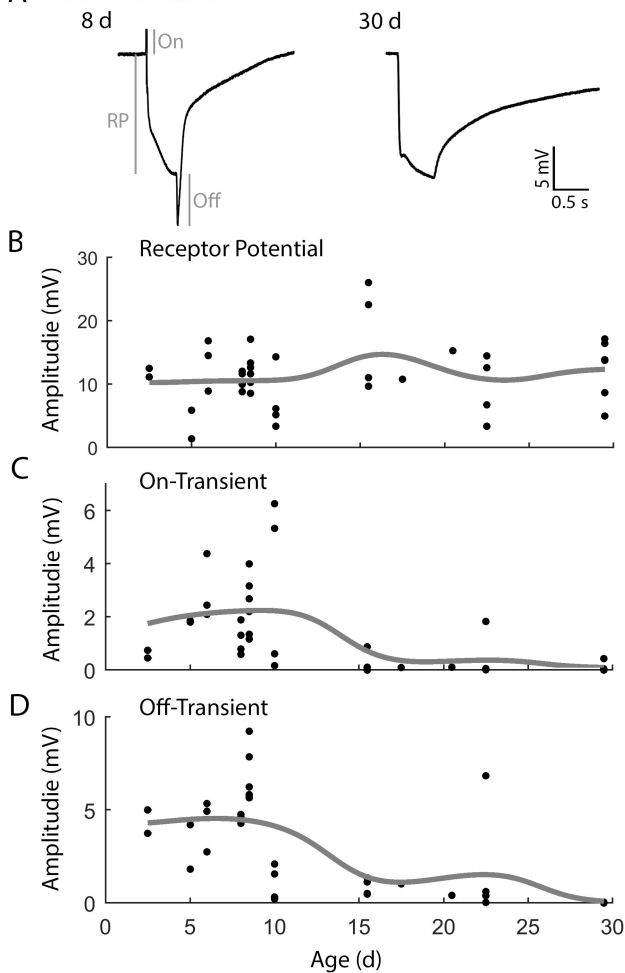 8 d
30 d
On
RP
Off
5 mV
0.5 s
B
Receptor Potential
30
20
10
0
Amplitudie (mV)
C
On-Transient
6
4
2
0
Amplitudie (mV)
D
Off-Transient
10
5
0
Amplitudie (mV)
0 5 10 15 20 25 30
Age (d)